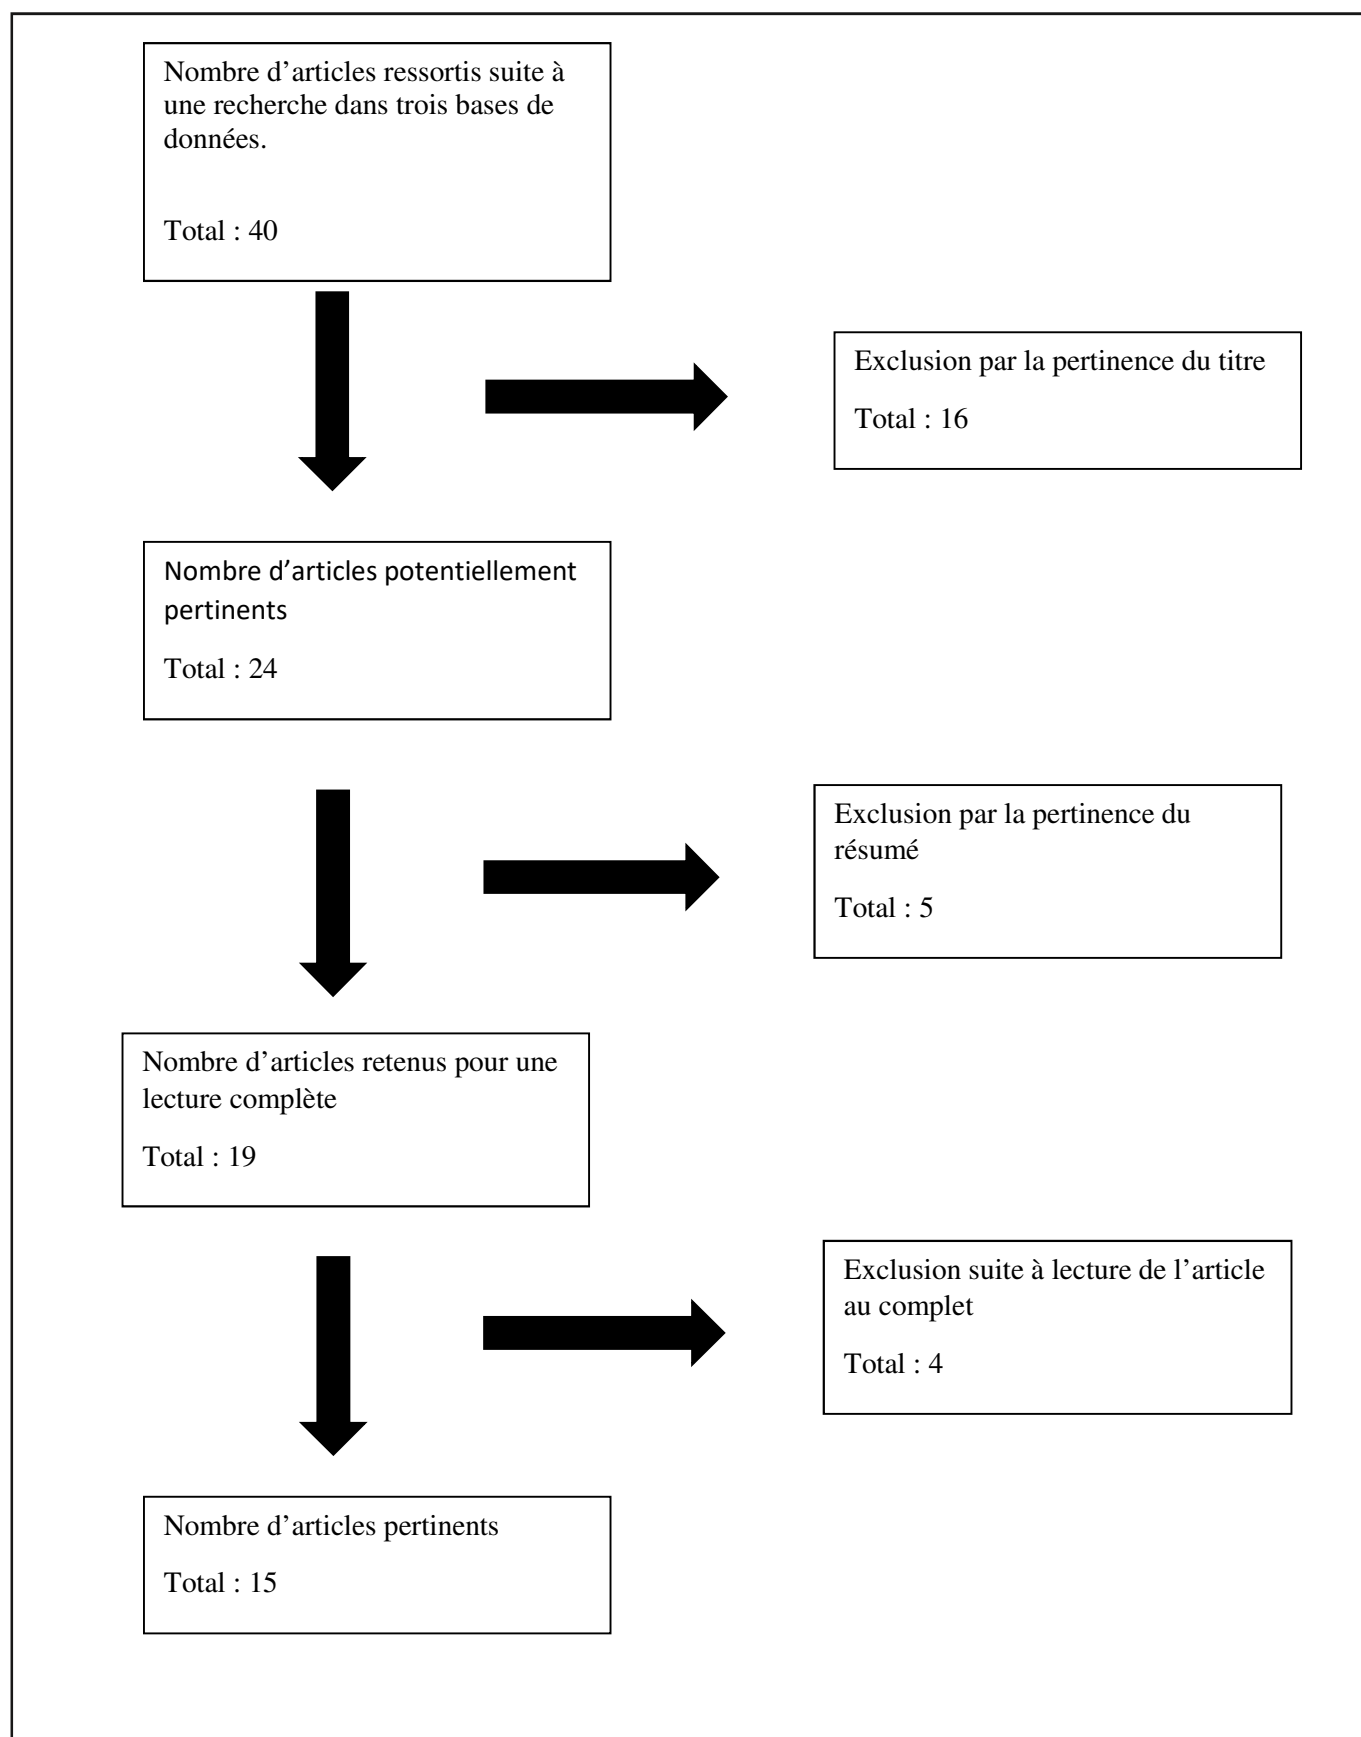 Nombre d’articles ressortis suite à
une recherche dans trois bases de
données.
Total : 40
Exclusion par la pertinence du titre
Total : 16
Nombre d’articles potentiellement
pertinents
Total : 24
Exclusion par la pertinence du
résumé
Total : 5
Nombre d’articles retenus pour une
lecture complète
Total : 19
Exclusion suite à lecture de l’article
au complet
Total : 4
Nombre d’articles pertinents
Total : 15